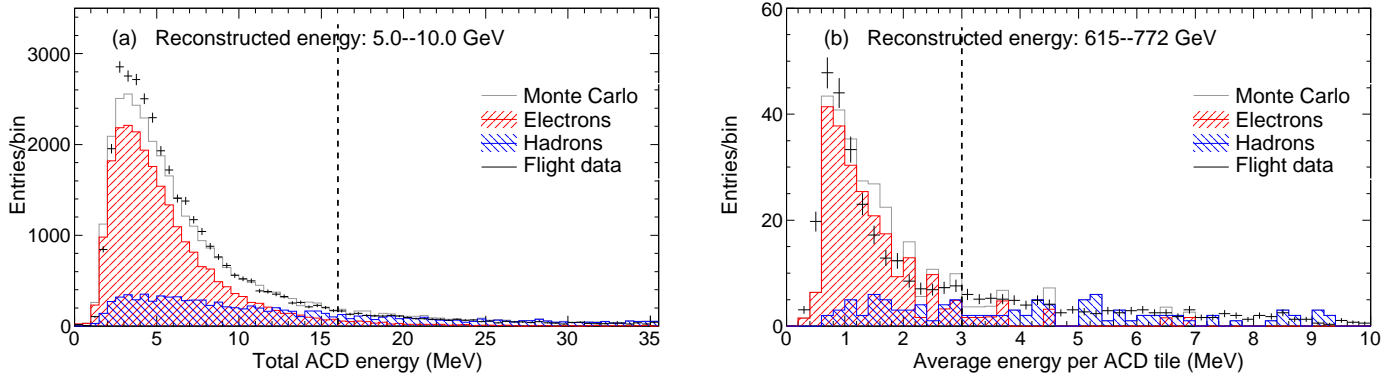 (a) Reconstructed energy: 5.0--10.0 GeV
Entries/bin
3000
2000
1000
0
Monte Carlo
Electrons
Hadrons
Flight data
0 5 10 15 20 25 30 35
Total ACD energy (MeV)
(b) Reconstructed energy: 615--772 GeV
Entries/bin
60
40
20
0
Monte Carlo
Electrons
Hadrons
Flight data
0 1 2 3 4 5 6 7 8 9 10
Average energy per ACD tile (MeV)